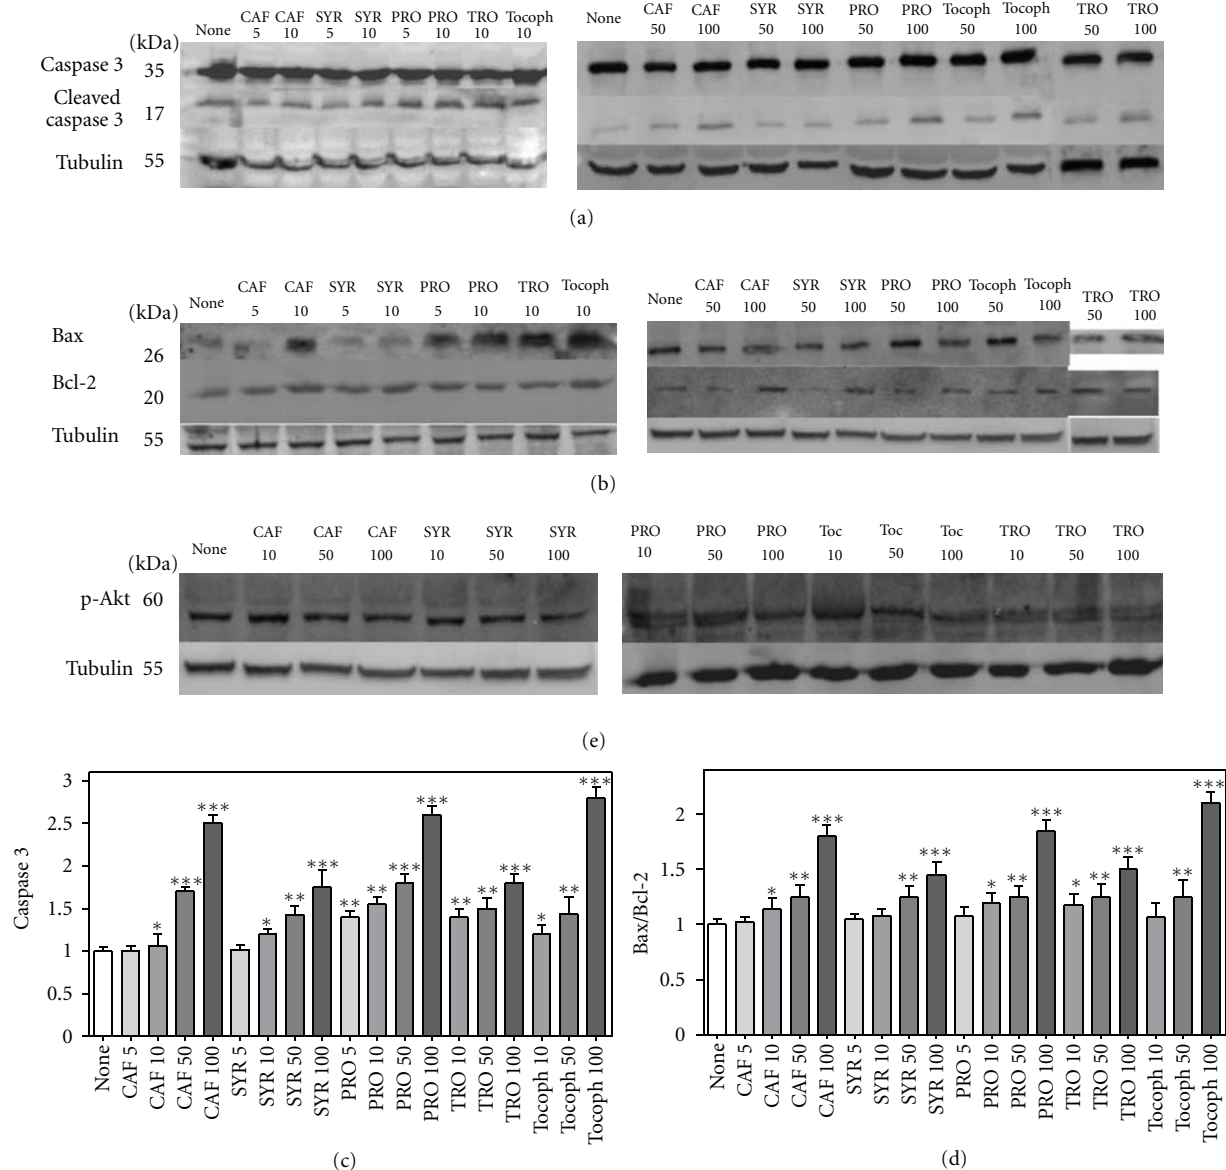 None CAF CAF SYR SYR PRO PRO TRO Tocoph
5 10 5 10 5 10 10 10
(kDa)
Caspase 3 35
Cleaved caspase 3 17
Tubulin 55
None CAF CAF SYR SYR PRO PRO Tocoph Tocoph TRO TRO
50 100 50 100 50 100 50 100 50 100
(a)
None CAF CAF SYR SYR PRO PRO TRO Tocoph
5 10 5 10 5 10 10 10
(kDa)
Bax
26
Bcl-2
20
Tubulin 55
None CAF CAF SYR SYR PRO PRO Tocoph Tocoph TRO TRO
50 100 50 100 50 100 50 100 50 100
(b)
None CAF CAF CAF SYR SYR SYR
10 50 100 10 50 100
(kDa)
p-Akt 60
Tubulin 55
PRO PRO PRO Toc Toc Toc TRO TRO TRO
10 50 100 10 50 100 10 50 100
(e)
Caspase 3
3
2.5
2
1.5
1
0.5
0
*
***
***
*
**
***
**
**
***
***
**
**
***
*
**
***
None
CAF 5
CAF 10
CAF 50
CAF 100
SYR 5
SYR 10
SYR 50
SYR 100
PRO 5
PRO 10
PRO 50
PRO 100
TRO 10
TRO 50
TRO 100
Tocoph 10
Tocoph 50
Tocoph 100
(c)
Bax/Bcl-2
2
1.5
1
0.5
0
*
**
***
**
***
*
**
***
*
**
***
**
***
None
CAF 5
CAF 10
CAF 50
CAF 100
SYR 5
SYR 10
SYR 50
SYR 100
PRO 5
PRO 10
PRO 50
PRO 100
TRO 10
TRO 50
TRO 100
Tocoph 10
Tocoph 50
Tocoph 100
(d)